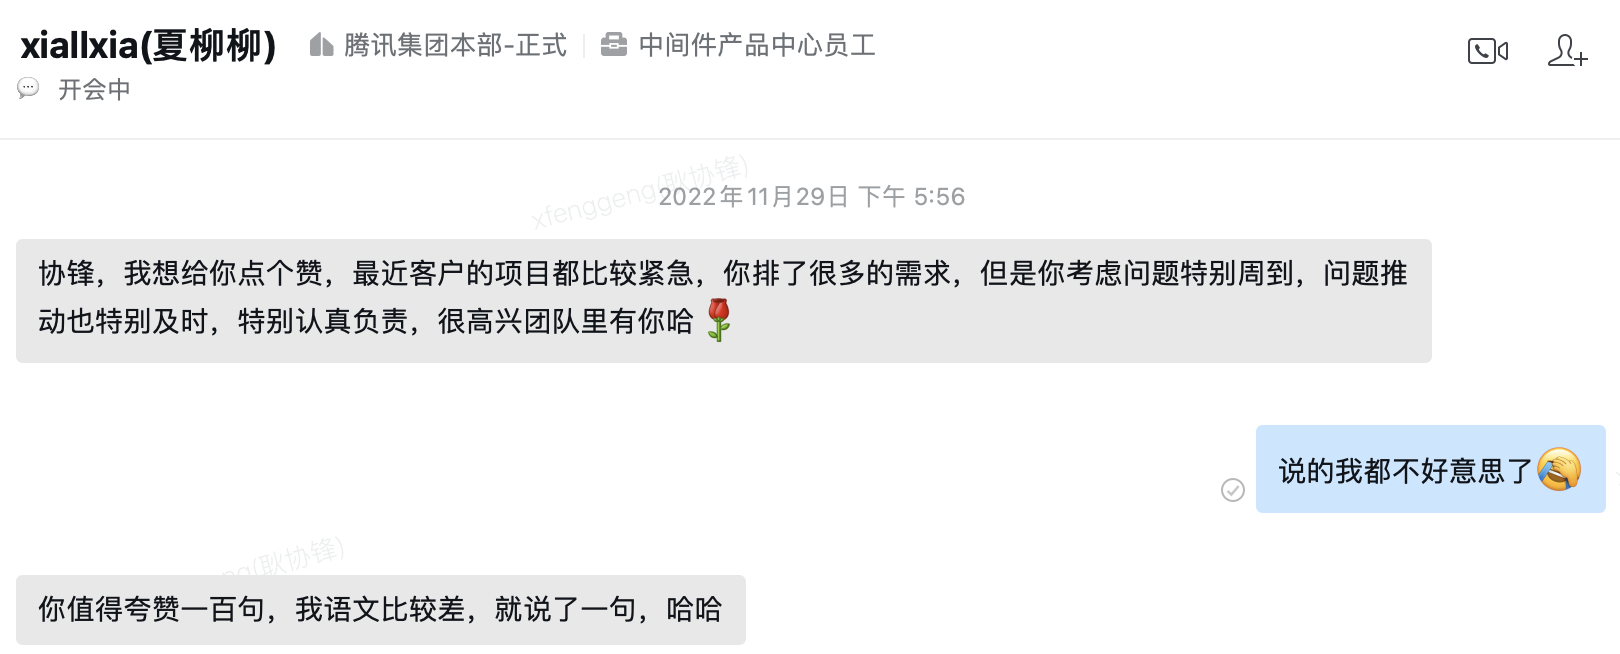 xiallxia(夏柳柳) 腾讯集团本部-正式 中间件产品中心员工
开会中
xfenggeng(耿协锋)
2022年11月29日 下午 5:56
协锋，我想给你点个赞，最近客户的项目都比较紧急，你排了很多的需求，但是你考虑问题特别周到，问题推
动也特别及时，特别认真负责，很高兴团队里有你哈🌹
说的我都不好意思了🤦
ng(耿协锋)
你值得夸赞一百句，我语文比较差，就说了一句，哈哈